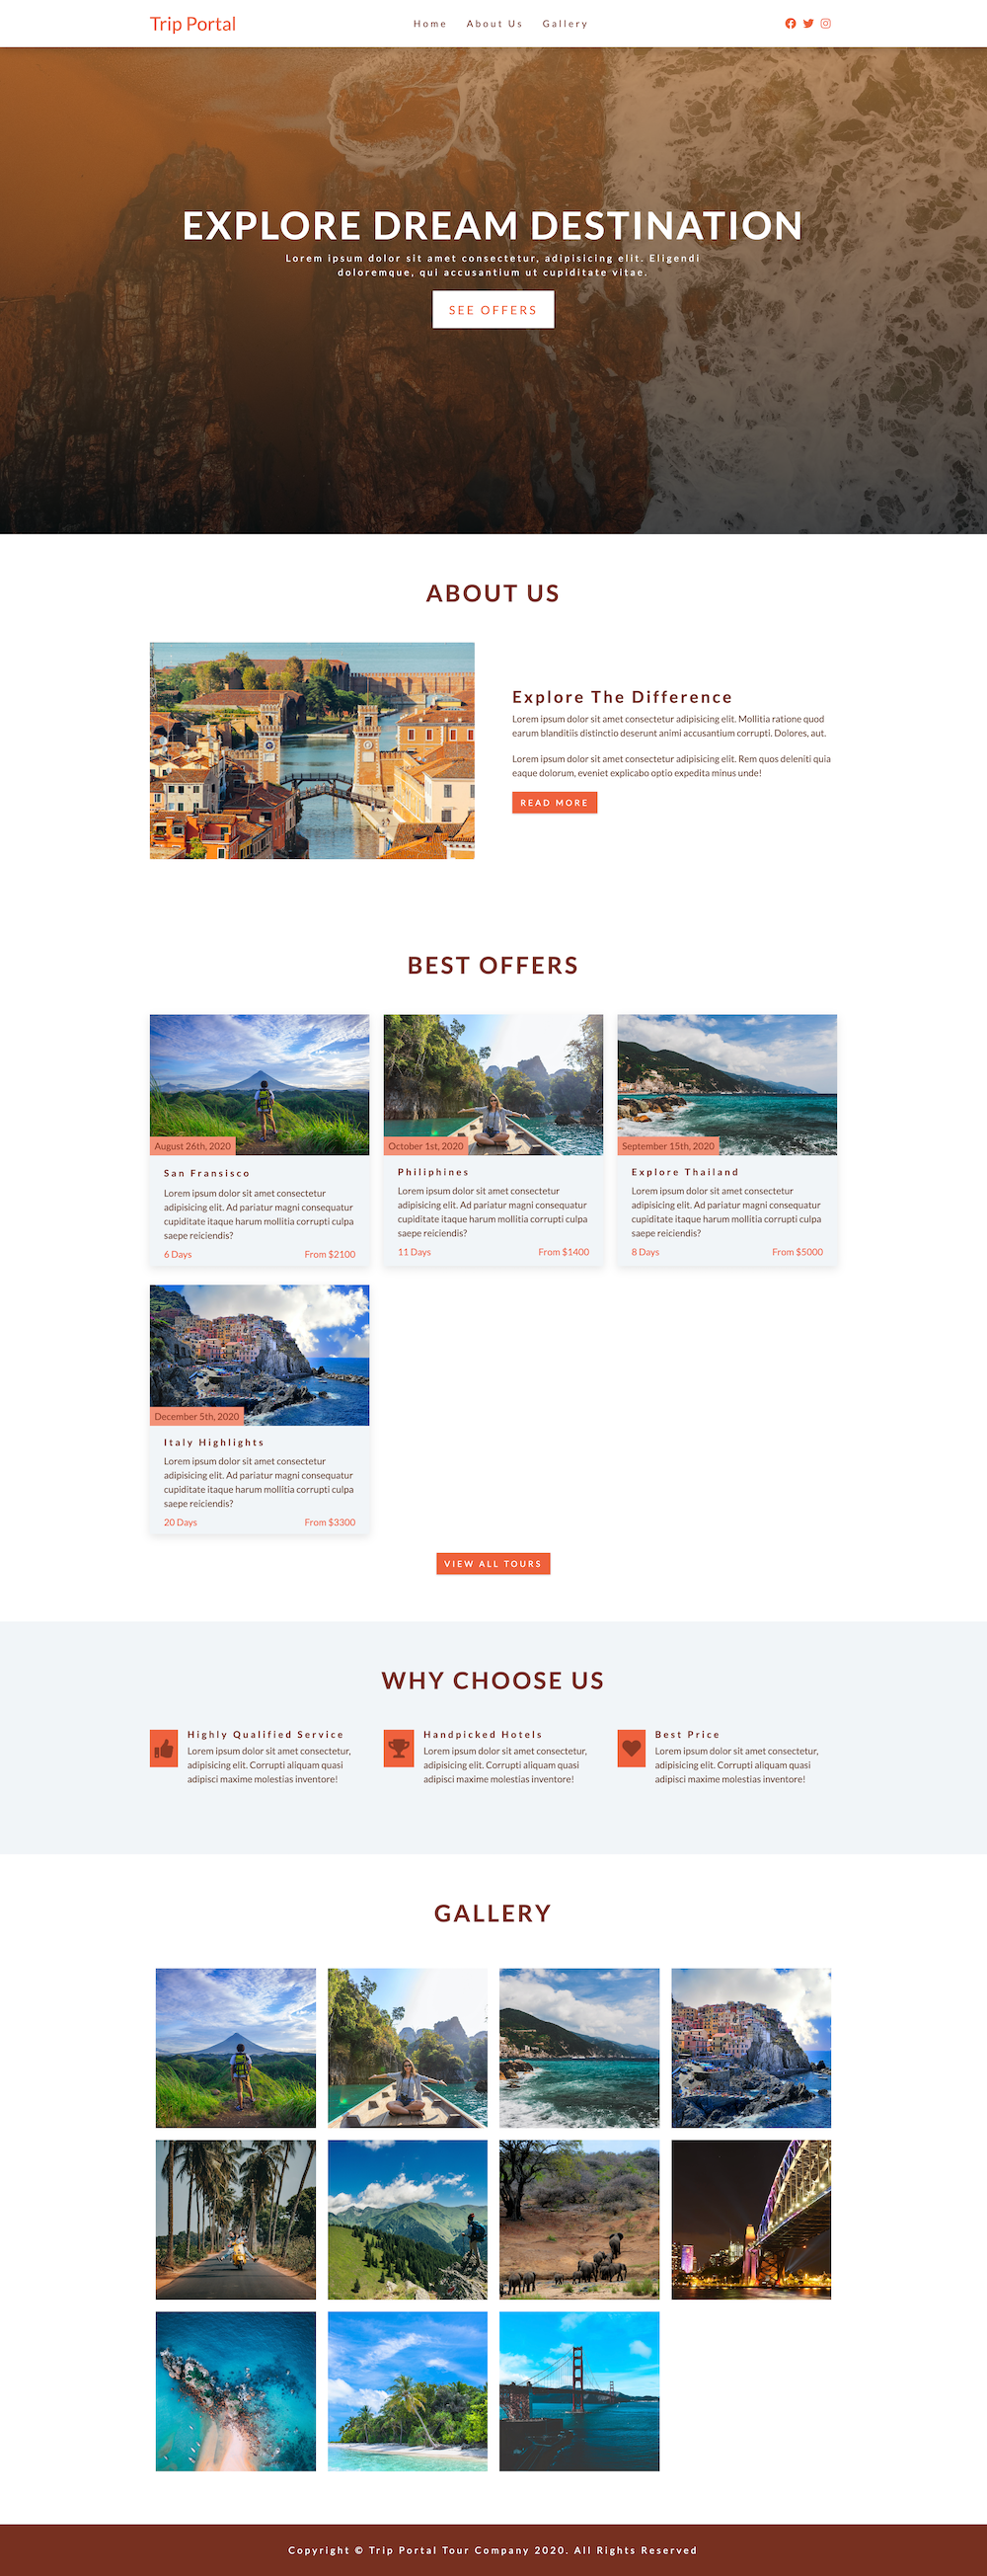 Trip Portal
Home About Us Gallery
EXPLORE DREAM DESTINATION
Lorem ipsum dolor sit amet consectetur, adipisicing elit. Eligendi
doloremque, qui accusantium ut cupiditate vitae.
SEE OFFERS
ABOUT US
Explore The Difference
Lorem ipsum dolor sit amet consectetur adipisicing elit. Mollitia ratione quod
earum blanditiis distinctio deserunt animi accusantium corrupti. Dolores, aut.
Lorem ipsum dolor sit amet consectetur adipisicing elit. Rem quos deleniti quia
eaque dolorum, eveniet explicabo optio expedita minus unde!
READ MORE
BEST OFFERS
August 26th, 2020
San Fransisco
Lorem ipsum dolor sit amet consectetur
adipisicing elit. Ad pariatur magni consequatur
cupiditate itaque harum mollitia corrupti culpa
saepe reiciendis?
6 Days From $2100
October 1st, 2020
Philiphines
Lorem ipsum dolor sit amet consectetur
adipisicing elit. Ad pariatur magni consequatur
cupiditate itaque harum mollitia corrupti culpa
saepe reiciendis?
11 Days From $1400
September 15th, 2020
Explore Thailand
Lorem ipsum dolor sit amet consectetur
adipisicing elit. Ad pariatur magni consequatur
cupiditate itaque harum mollitia corrupti culpa
saepe reiciendis?
8 Days From $5000
December 5th, 2020
Italy Highlights
Lorem ipsum dolor sit amet consectetur
adipisicing elit. Ad pariatur magni consequatur
cupiditate itaque harum mollitia corrupti culpa
saepe reiciendis?
20 Days From $3300
VIEW ALL TOURS
WHY CHOOSE US
Highly Qualified Service
Lorem ipsum dolor sit amet consectetur,
adipisicing elit. Corrupti aliquam quasi
adipisci maxime molestias inventore!
Handpicked Hotels
Lorem ipsum dolor sit amet consectetur,
adipisicing elit. Corrupti aliquam quasi
adipisci maxime molestias inventore!
Best Price
Lorem ipsum dolor sit amet consectetur,
adipisicing elit. Corrupti aliquam quasi
adipisci maxime molestias inventore!
GALLERY
Copyright © Trip Portal Tour Company 2020. All Rights Reserved